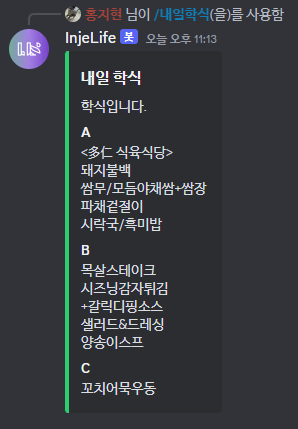 홍지현 님이 /내일학식(을)를 사용함
InjeLife 봇 오늘 오후 11:13
내일 학식
학식입니다.
A
<多仁 식육식당>
돼지불백
쌈무/모듬야채쌈+쌈장
파채겉절이
시락국/흑미밥
B
목살스테이크
시즈닝감자튀김
+갈릭디핑소스
샐러드&드레싱
양송이스프
C
꼬치어묵우동